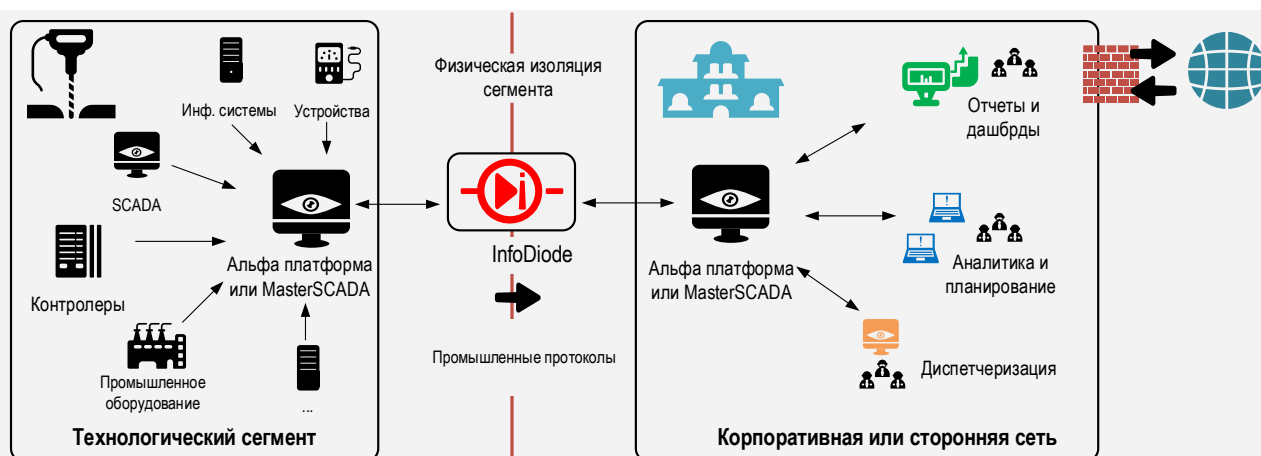 Инф. системы
Устройства
SCADA
Контролеры
Альфа платформа
или MasterSCADA
Промышленное
оборудование
...
Технологический сегмент
Физическая изоляция
сегмента
InfoDiode
Промышленные протоколы
Альфа платформа
или MasterSCADA
Отчеты и
дашбрды
Аналитика и
планирование
Диспетчеризация
Корпоративная или сторонняя сеть